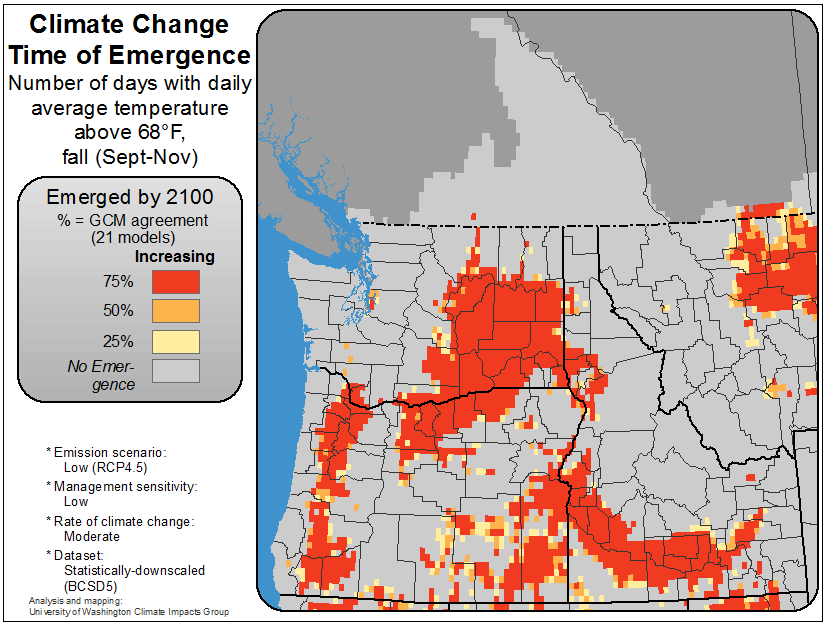 Climate Change
Time of Emergence
Number of days with daily
average temperature
above 68°F,
fall (Sept-Nov)
Emerged by 2100
% = GCM agreement
(21 models)
Increasing
75%
50%
25%
No Emer-
gence
* Emission scenario:
Low (RCP4.5)
* Management sensitivity:
Low
* Rate of climate change:
Moderate
* Dataset:
Statistically-downscaled
(BCSD5)
Analysis and mapping:
University of Washington Climate Impacts Group